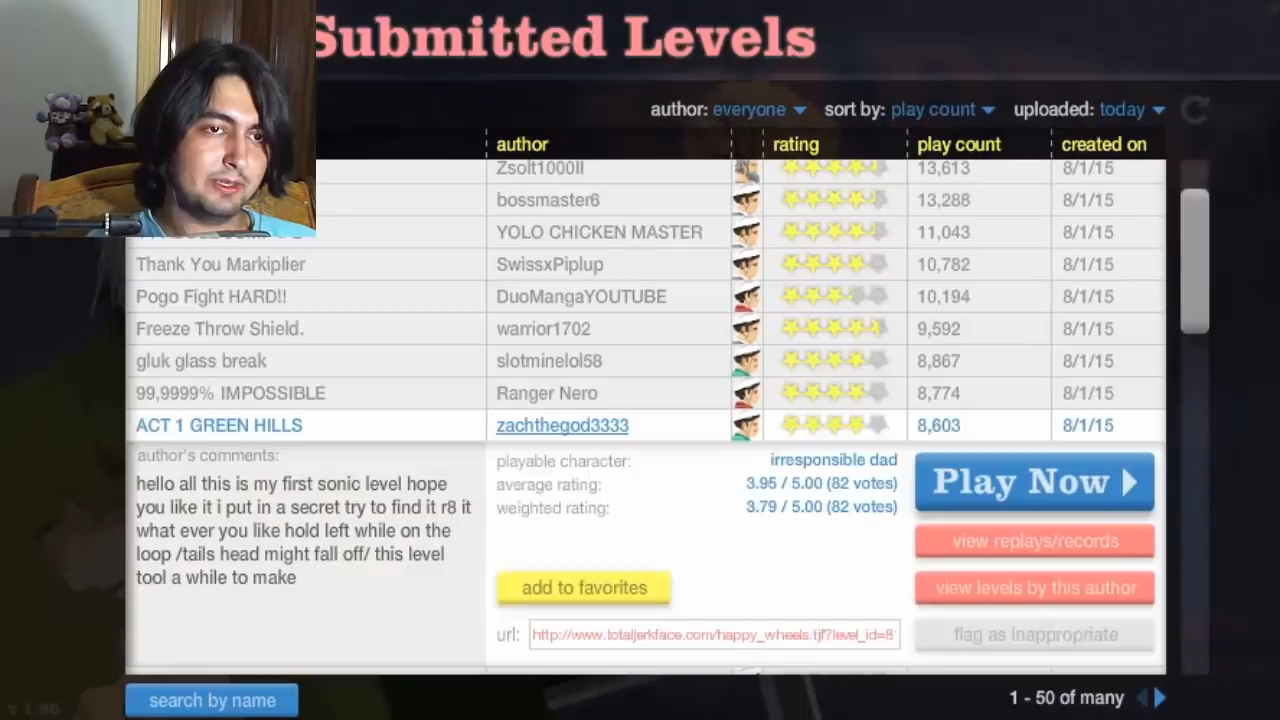 Submitted Levels
author: everyone sort by: play count uploaded: today
author rating play count created on
Zsolt1000II 13,613 8/1/15
bossmaster6 13,288 8/1/15
YOLO CHICKEN MASTER 11,043 8/1/15
Thank You Markiplier SwissxPiplup 10,782 8/1/15
Pogo Fight HARD!! DuoMangaYOUTUBE 10,194 8/1/15
Freeze Throw Shield. warrior1702 9,592 8/1/15
gluk glass break slotminelol58 8,867 8/1/15
99,9999% IMPOSSIBLE Ranger Nero 8,774 8/1/15
ACT 1 GREEN HILLS zachthegod3333 8,603 8/1/15
author's comments:
hello all this is my first sonic level hope
you like it i put in a secret try to find it r8 it
what ever you like hold left while on the
loop /tails head might fall off/ this level
tool a while to make
playable character: irresponsible dad
average rating: 3.95 / 5.00 (82 votes)
weighted rating: 3.79 / 5.00 (82 votes)
add to favorites
url: http://www.totaljerkface.com/happy_wheels.tjf?level_id=8
Play Now
view replays/records
view levels by this author
flag as inappropriate
search by name
1 - 50 of many